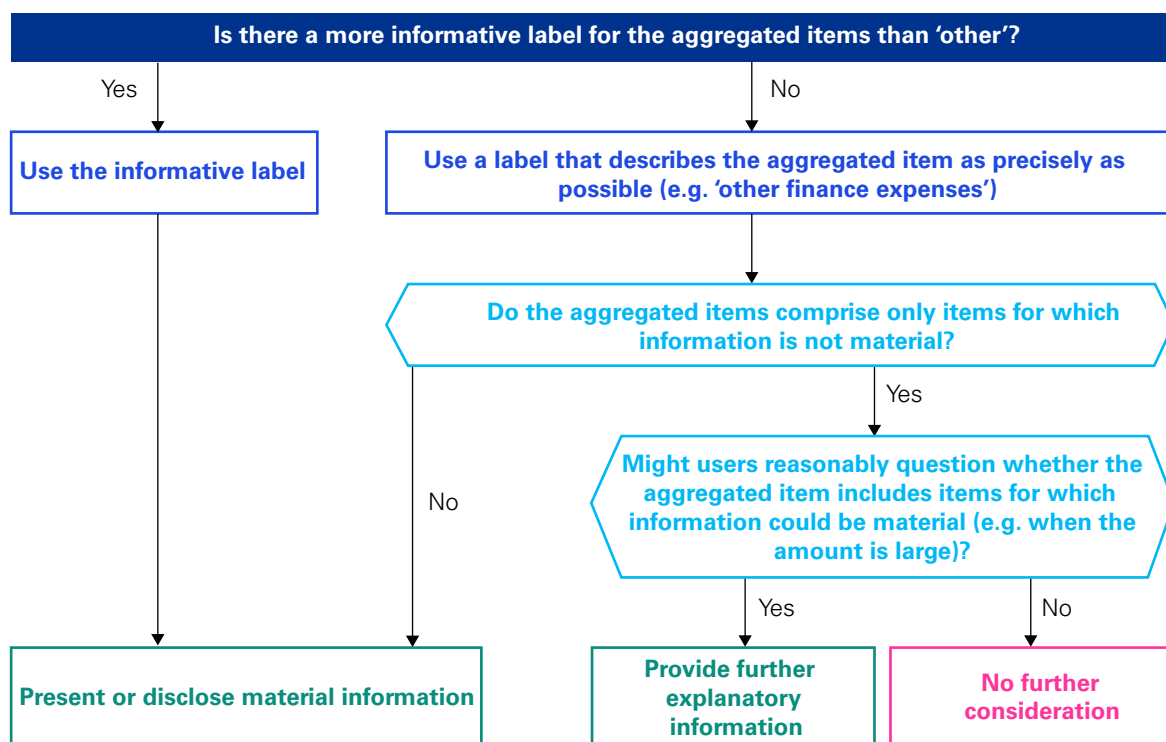 Is there a more informative label for the aggregated items than ‘other’?
Yes
No
Use the informative label
Use a label that describes the aggregated item as precisely as
possible (e.g. ‘other finance expenses’)
Do the aggregated items comprise only items for which
information is not material?
Yes
No
Might users reasonably question whether the
aggregated item includes items for which
information could be material (e.g. when the
amount is large)?
Yes
No
Present or disclose material information
Provide further
explanatory
information
No further
consideration